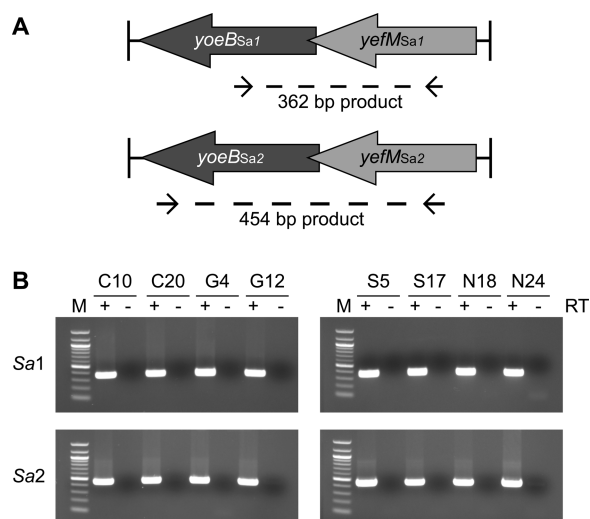 A
yoeBSa1 yefMSa1
362 bp product
yoeBSa2 yefMSa2
454 bp product
B
C10 C20 G4 G12 S5 S17 N18 N24
M + - + - + - + - M + - + - + - + - RT
Sa1
Sa2